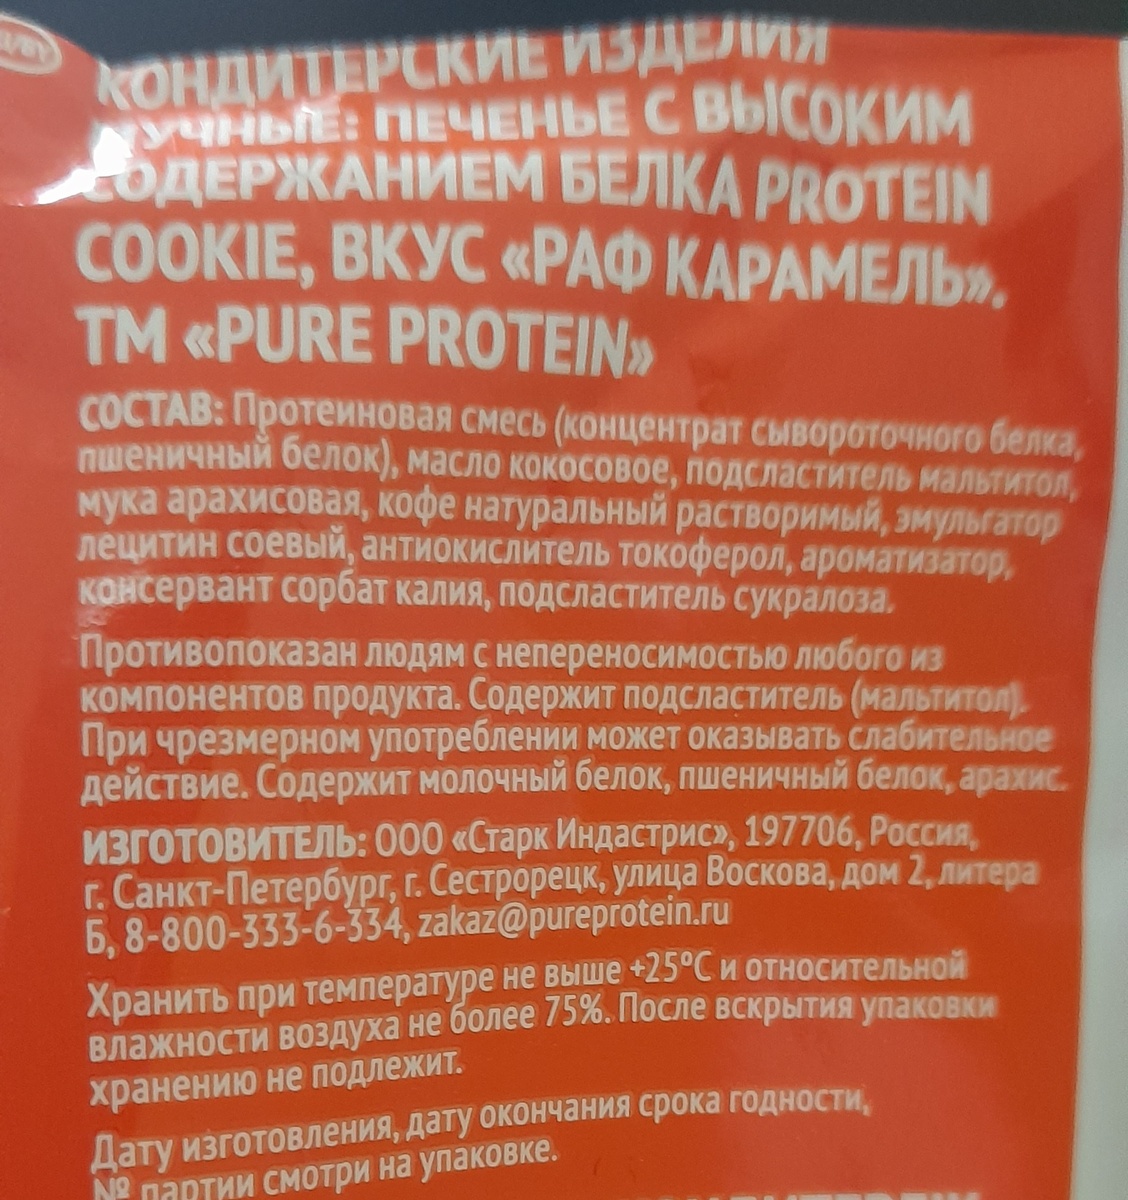 КОНДИТЕРСКИЕ ИЗДЕЛИЯ
МУЧНЫЕ: ПЕЧЕНЬЕ С ВЫСОКИМ
СОДЕРЖАНИЕМ БЕЛКА PROTEIN
COOKIE, ВКУС «РАФ КАРАМЕЛЬ».
ТМ «PURE PROTEIN»
СОСТАВ: Протеиновая смесь (концентрат сывороточного белка,
пшеничный белок), масло кокосовое, подсластитель мальтитол,
мука арахисовая, кофе натуральный растворимый, эмульгатор
лецитин соевый, антиокислитель токоферол, ароматизатор,
консервант сорбат калия, подсластитель сукралоза.
Противопоказан людям с непереносимостью любого из
компонентов продукта. Содержит подсластитель (мальтитол).
При чрезмерном употреблении может оказывать слабительное
действие. Содержит молочный белок, пшеничный белок, арахис.
ИЗГОТОВИТЕЛЬ: ООО «Старк Индастрис», 197706, Россия,
г. Санкт-Петербург, г. Сестрорецк, улица Воскова, дом 2, литера
Б, 8-800-333-6-334, zakaz@pureprotein.ru
Хранить при температуре не выше +25°С и относительной
влажности воздуха не более 75%. После вскрытия упаковки
хранению не подлежит.
Дату изготовления, дату окончания срока годности,
№ партии смотри на упаковке.